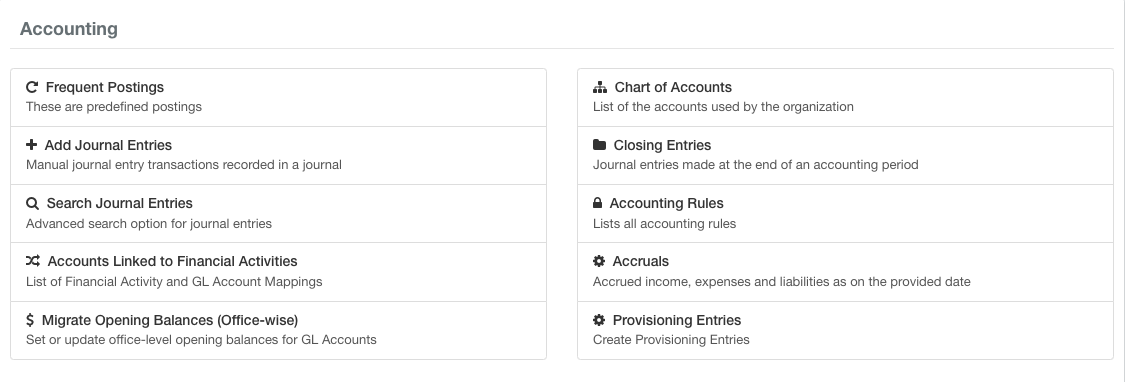 Accounting
Frequent Postings
These are predefined postings
Add Journal Entries
Manual journal entry transactions recorded in a journal
Search Journal Entries
Advanced search option for journal entries
Accounts Linked to Financial Activities
List of Financial Activity and GL Account Mappings
Migrate Opening Balances (Office-wise)
Set or update office-level opening balances for GL Accounts
Chart of Accounts
List of the accounts used by the organization
Closing Entries
Journal entries made at the end of an accounting period
Accounting Rules
Lists all accounting rules
Accruals
Accrued income, expenses and liabilities as on the provided date
Provisioning Entries
Create Provisioning Entries